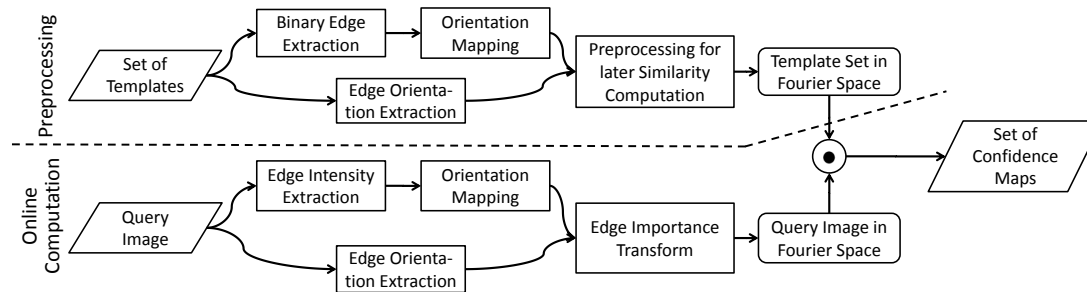 Preprocessing
Set of
Templates
Binary Edge
Extraction
Orientation
Mapping
Edge Orienta-
tion Extraction
Preprocessing for
later Similarity
Computation
Template Set in
Fourier Space
Set of
Confidence
Maps
Online
Computation
Query
Image
Edge Intensity
Extraction
Orientation
Mapping
Edge Orienta-
tion Extraction
Edge Importance
Transform
Query Image in
Fourier Space